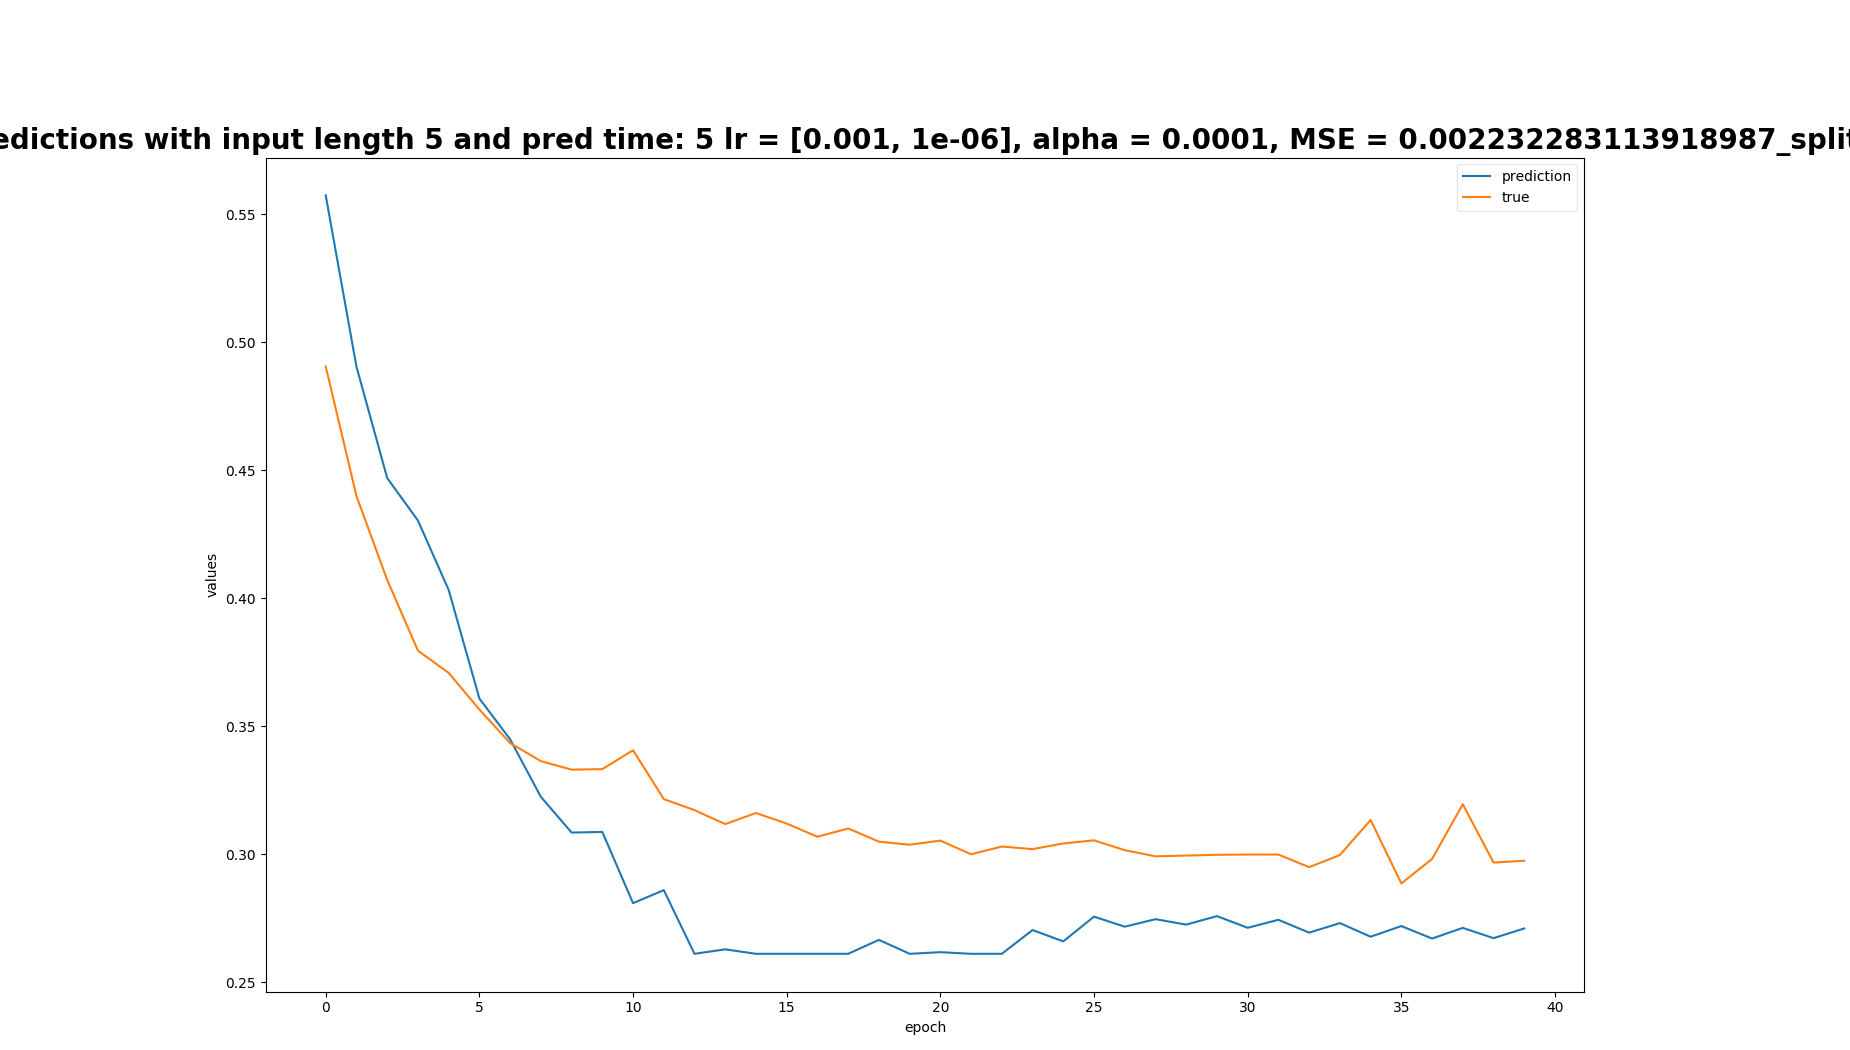 edictions with input length 5 and pred time: 5 lr = [0.001, 1e-06], alpha = 0.0001, MSE = 0.002232283113918987_split
prediction
true
0.55
0.50
0.45
0.40
0.35
0.30
0.25
values
0 5 10 15 20 25 30 35 40
epoch